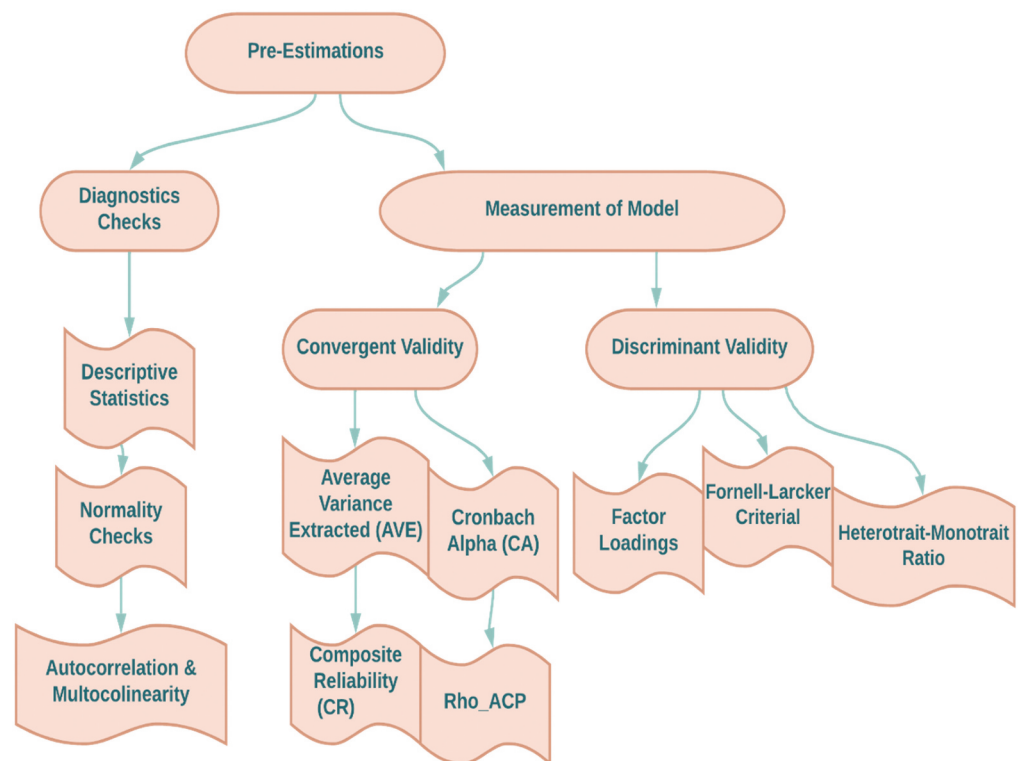 Pre-Estimations
Diagnostics
Checks
Measurement of Model
Descriptive
Statistics
Normality
Checks
Autocorrelation &
Multocolinearity
Convergent Validity
Average
Variance
Extracted (AVE)
Cronbach
Alpha (CA)
Composite
Reliability
(CR)
Rho_ACP
Discriminant Validity
Factor
Loadings
Fornell-Larcker
Criterial
Heterotrait-Monotrait
Ratio